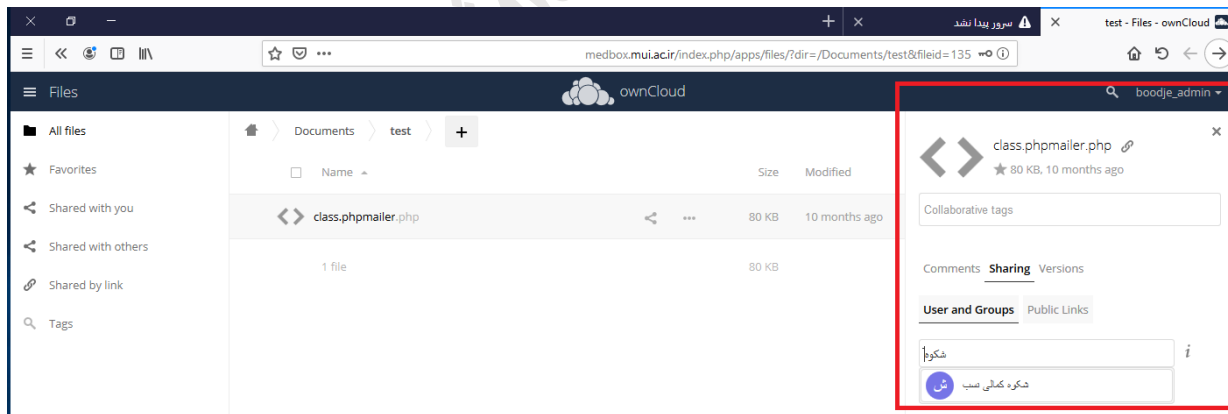 سرور پیدا نشد
test - Files - ownCloud
medbox.mui.ac.ir/index.php/apps/files/?dir=/Documents/test&fileid=135
Files
ownCloud
boodje_admin
All files
Favorites
Shared with you
Shared with others
Shared by link
Tags
Documents
test
+
Name
Size
Modified
class.phpmailer.php
80 KB
10 months ago
1 file
80 KB
class.phpmailer.php
80 KB, 10 months ago
Collaborative tags
Comments Sharing Versions
User and Groups Public Links
شکوه
i
ش
شکوه کمالی نسب